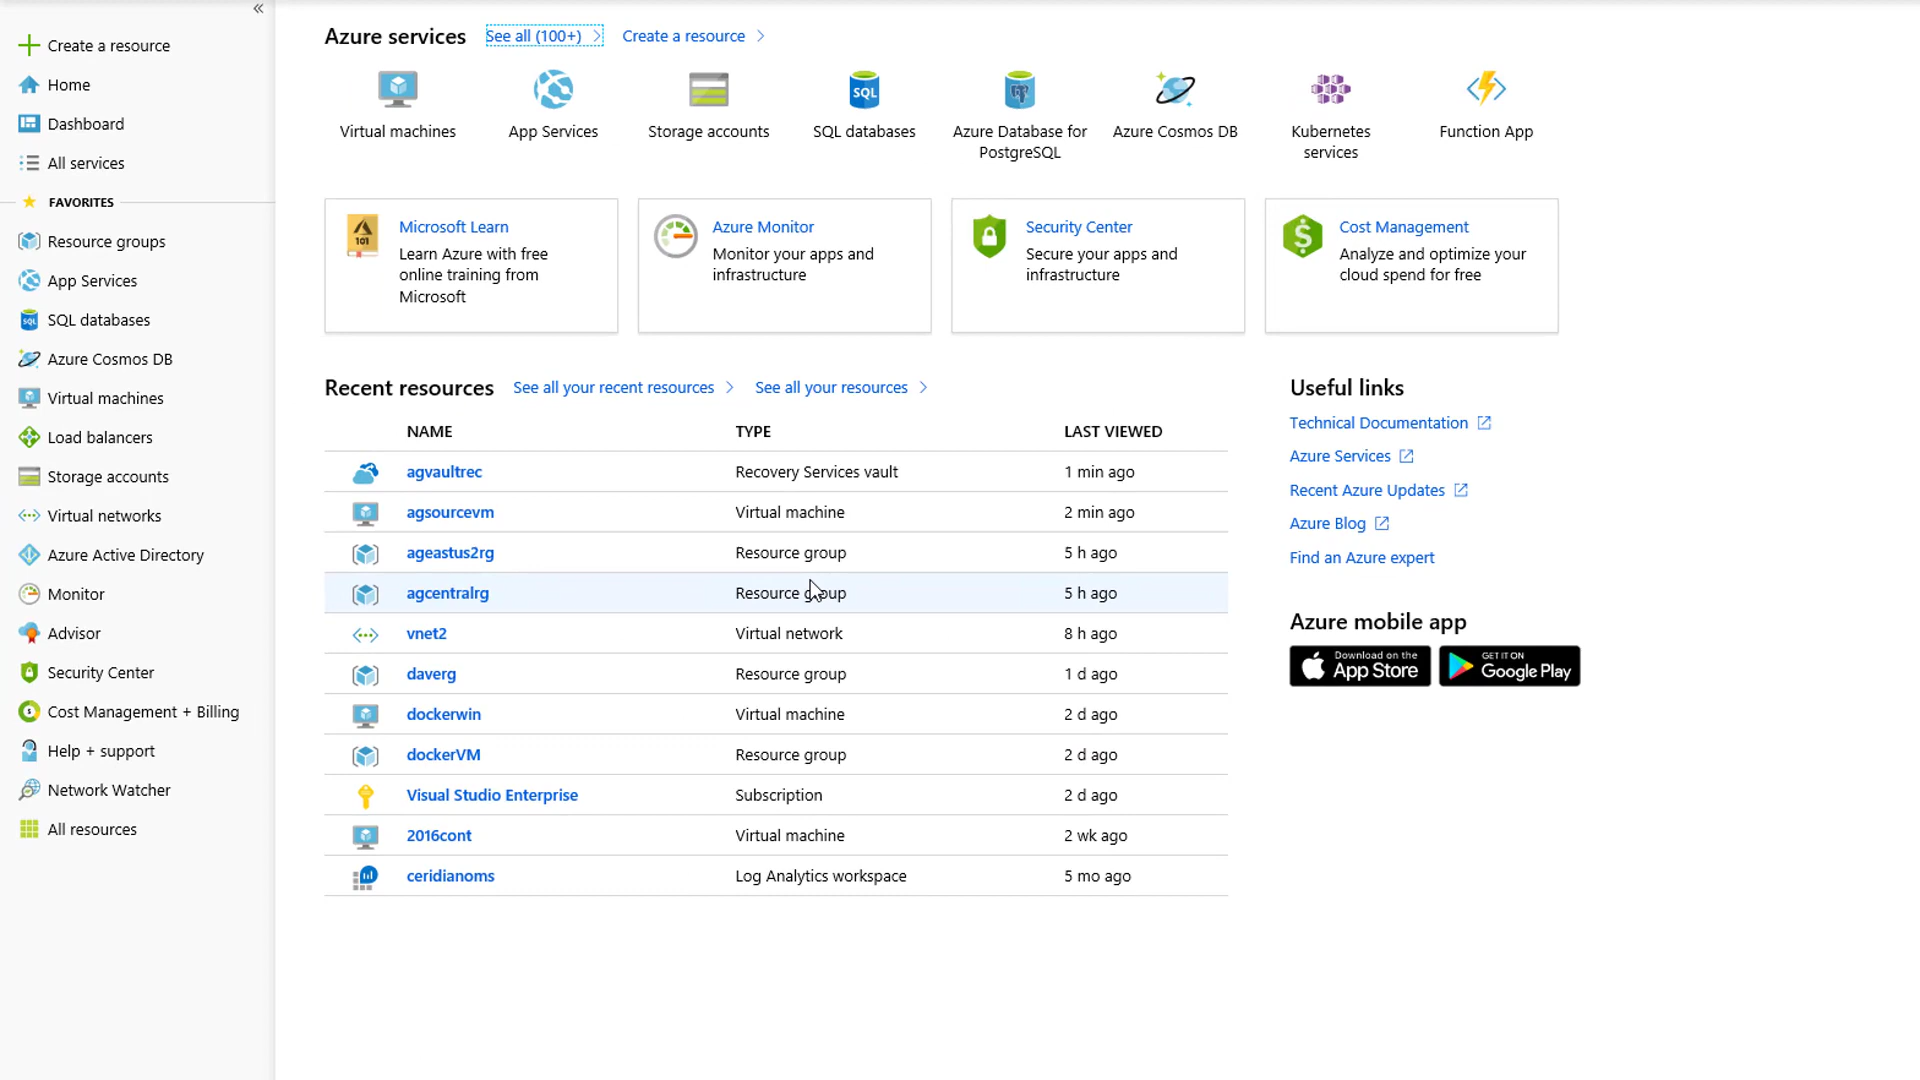 «
Create a resource
Home
Dashboard
All services
FAVORITES
Resource groups
App Services
SQL databases
Azure Cosmos DB
Virtual machines
Load balancers
Storage accounts
Virtual networks
Azure Active Directory
Monitor
Advisor
Security Center
Cost Management + Billing
Help + support
Network Watcher
All resources
Azure services See all (100+) Create a resource
Virtual machines
App Services
Storage accounts
SQL
SQL databases
Azure Database for
PostgreSQL
Azure Cosmos DB
Kubernetes
services
Function App
101
Microsoft Learn
Learn Azure with free
online training from
Microsoft
Azure Monitor
Monitor your apps and
infrastructure
Security Center
Secure your apps and
infrastructure
Cost Management
Analyze and optimize your
cloud spend for free
Recent resources See all your recent resources See all your resources
NAME TYPE LAST VIEWED
agvaultrec Recovery Services vault 1 min ago
agsourcevm Virtual machine 2 min ago
ageastus2rg Resource group 5 h ago
agcentralrg Resource group 5 h ago
vnet2 Virtual network 8 h ago
daverg Resource group 1 d ago
dockerwin Virtual machine 2 d ago
dockerVM Resource group 2 d ago
Visual Studio Enterprise Subscription 2 d ago
2016cont Virtual machine 2 wk ago
ceridianoms Log Analytics workspace 5 mo ago
Useful links
Technical Documentation
Azure Services
Recent Azure Updates
Azure Blog
Find an Azure expert
Azure mobile app
Download on the
App Store
GET IT ON
Google Play